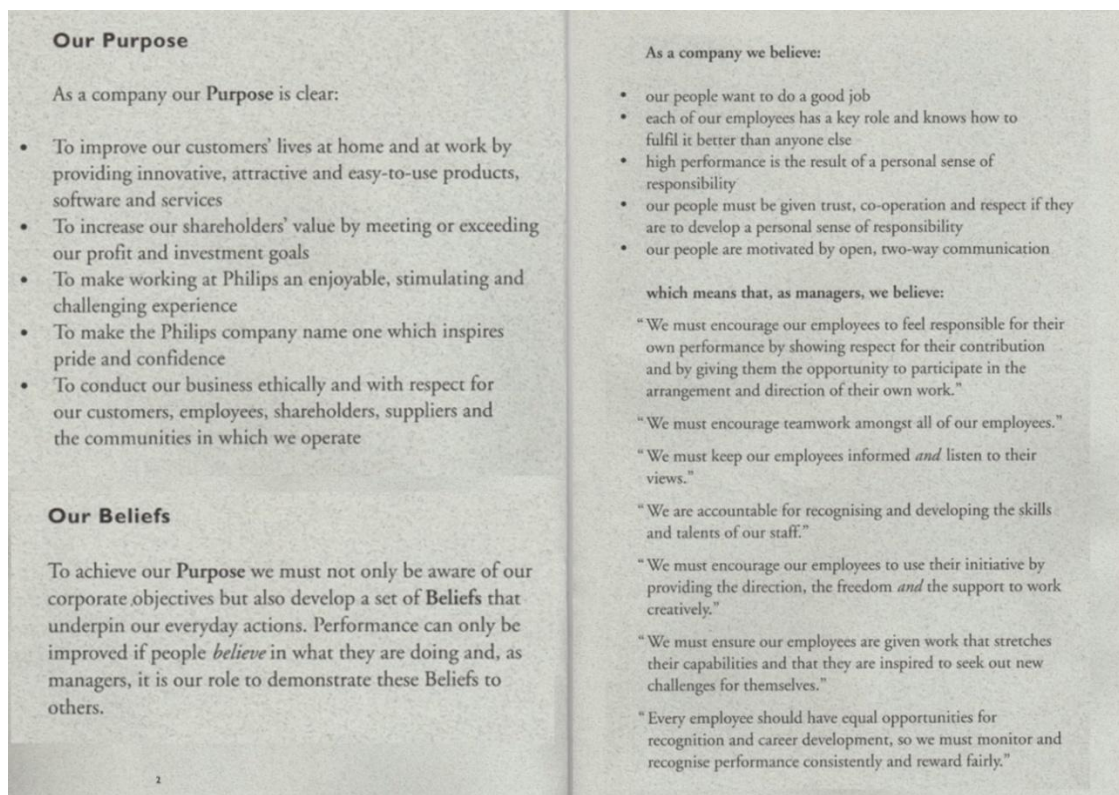 Our Purpose
As a company our Purpose is clear:
• To improve our customers' lives at home and at work by
providing innovative, attractive and easy-to-use products,
software and services
• To increase our shareholders' value by meeting or exceeding
our profit and investment goals
• To make working at Philips an enjoyable, stimulating and
challenging experience
• To make the Philips company name one which inspires
pride and confidence
• To conduct our business ethically and with respect for
our customers, employees, shareholders, suppliers and
the communities in which we operate
Our Beliefs
To achieve our Purpose we must not only be aware of our
corporate objectives but also develop a set of Beliefs that
underpin our everyday actions. Performance can only be
improved if people believe in what they are doing and, as
managers, it is our role to demonstrate these Beliefs to
others.
2
As a company we believe:
• our people want to do a good job
• each of our employees has a key role and knows how to
fulfil it better than anyone else
• high performance is the result of a personal sense of
responsibility
• our people must be given trust, co-operation and respect if they
are to develop a personal sense of responsibility
• our people are motivated by open, two-way communication
which means that, as managers, we believe:
"We must encourage our employees to feel responsible for their
own performance by showing respect for their contribution
and by giving them the opportunity to participate in the
arrangement and direction of their own work."
"We must encourage teamwork amongst all of our employees."
"We must keep our employees informed and listen to their
views."
"We are accountable for recognising and developing the skills
and talents of our staff."
"We must encourage our employees to use their initiative by
providing the direction, the freedom and the support to work
creatively."
"We must ensure our employees are given work that stretches
their capabilities and that they are inspired to seek out new
challenges for themselves."
"Every employee should have equal opportunities for
recognition and career development, so we must monitor and
recognise performance consistently and reward fairly."